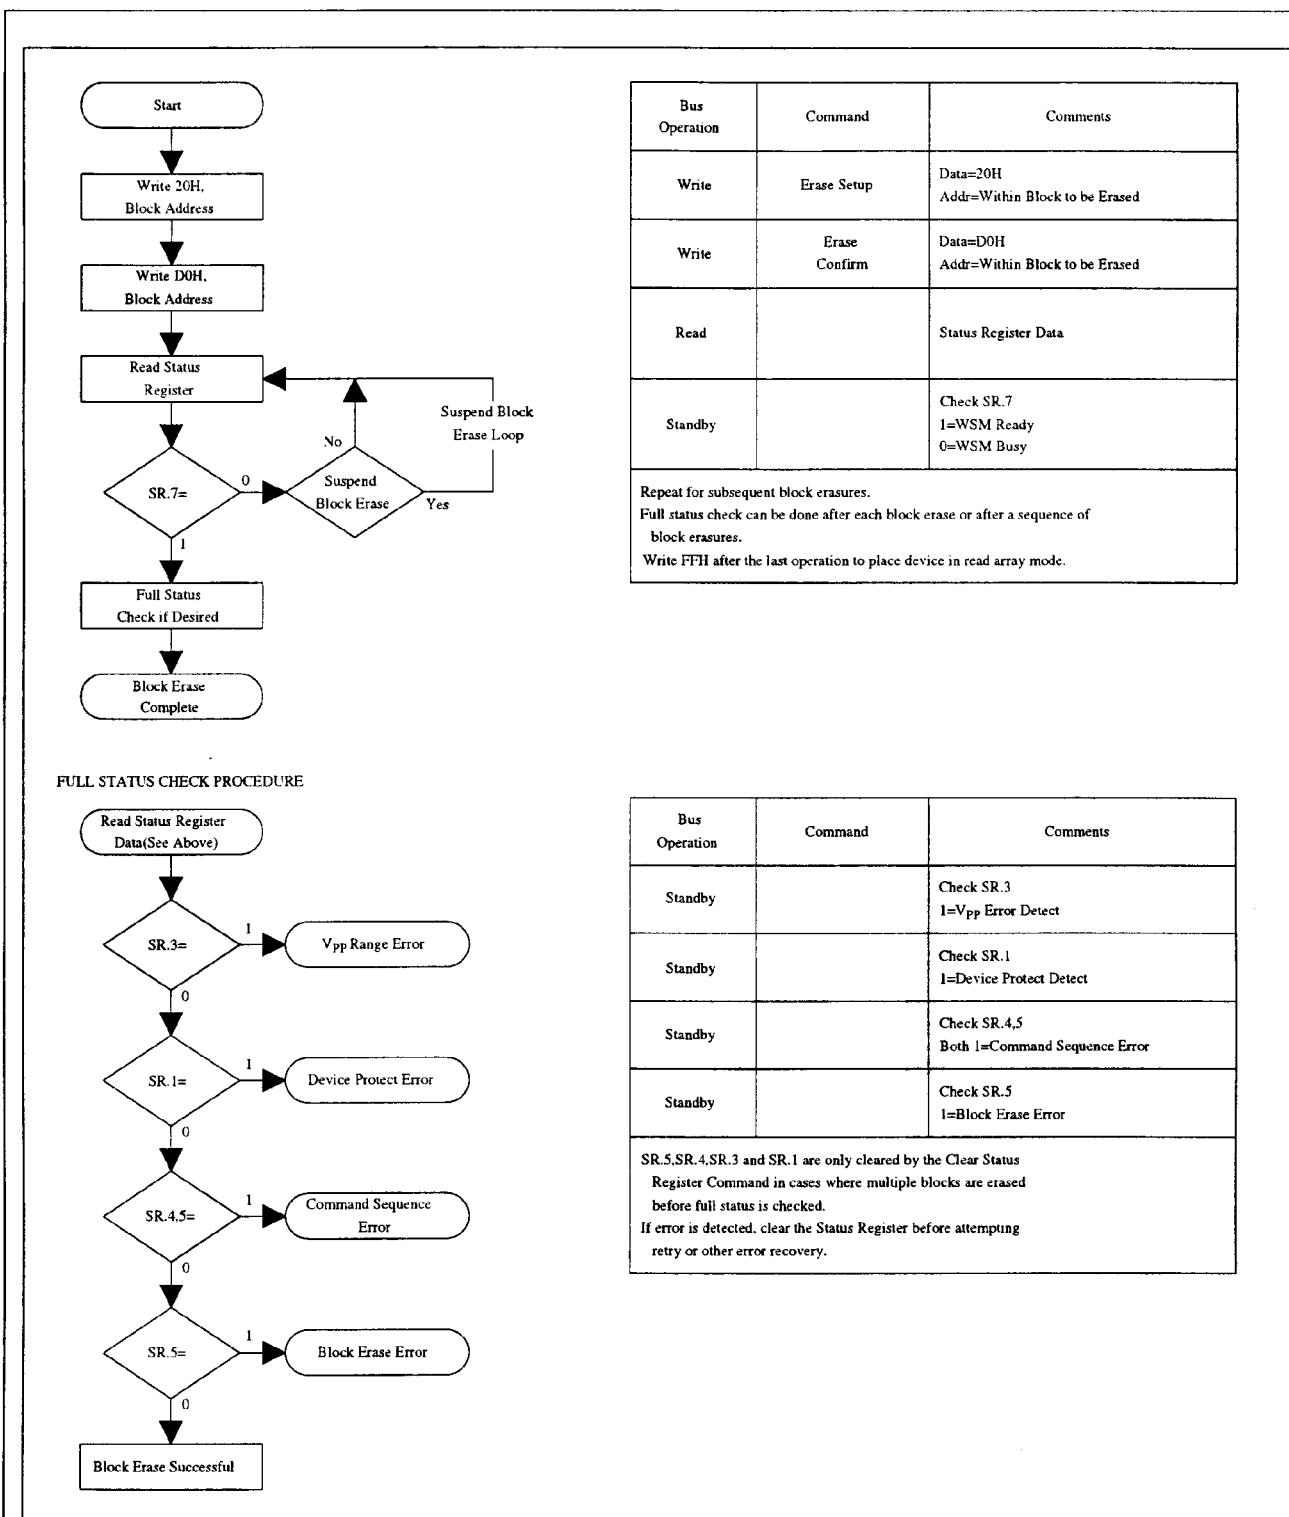 Start
Write 20H,
Block Address
Write D0H,
Block Address
Read Status
Register
SR.7=
0
1
Suspend
Block Erase
No
Yes
Suspend Block
Erase Loop
Full Status
Check if Desired
Block Erase
Complete
Bus
Operation
Command
Comments
Write
Erase Setup
Data=20H
Addr=Within Block to be Erased
Write
Erase
Confirm
Data=D0H
Addr=Within Block to be Erased
Read
Status Register Data
Standby
Check SR.7
1=WSM Ready
0=WSM Busy
Repeat for subsequent block erasures.
Full status check can be done after each block erase or after a sequence of
block erasures.
Write FFH after the last operation to place device in read array mode.
FULL STATUS CHECK PROCEDURE
Read Status Register
Data(See Above)
SR.3=
1
VPP Range Error
0
SR.1=
1
Device Protect Error
0
SR.4,5=
1
Command Sequence
Error
0
SR.5=
1
Block Erase Error
0
Block Erase Successful
Bus
Operation
Command
Comments
Standby
Check SR.3
1=VPP Error Detect
Standby
Check SR.1
1=Device Protect Detect
Standby
Check SR.4,5
Both 1=Command Sequence Error
Standby
Check SR.5
1=Block Erase Error
SR.5,SR.4,SR.3 and SR.1 are only cleared by the Clear Status
Register Command in cases where multiple blocks are erased
before full status is checked.
If error is detected, clear the Status Register before attempting
retry or other error recovery.